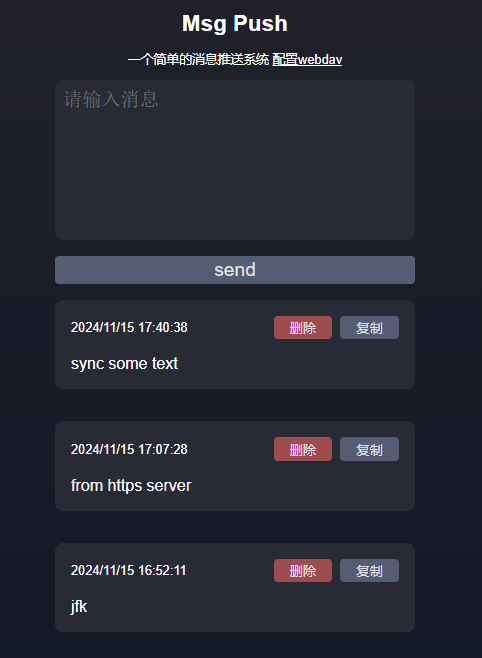 Msg Push
一个简单的消息推送系统 配置webdav
请输入消息
send
2024/11/15 17:40:38 删除 复制
sync some text
2024/11/15 17:07:28 删除 复制
from https server
2024/11/15 16:52:11 删除 复制
jfk